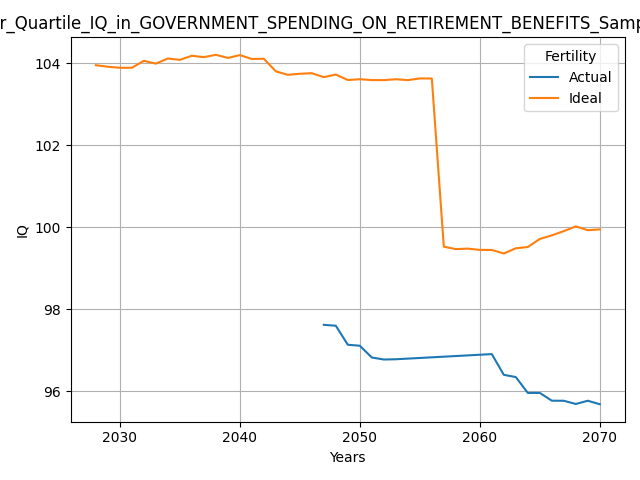 r_Quartile_IQ_in_GOVERNMENT_SPENDING_ON_RETIREMENT_BENEFITS_Samp
Fertility
Actual
Ideal
104
102
100
98
96
IQ
2030 2040 2050 2060 2070
Years